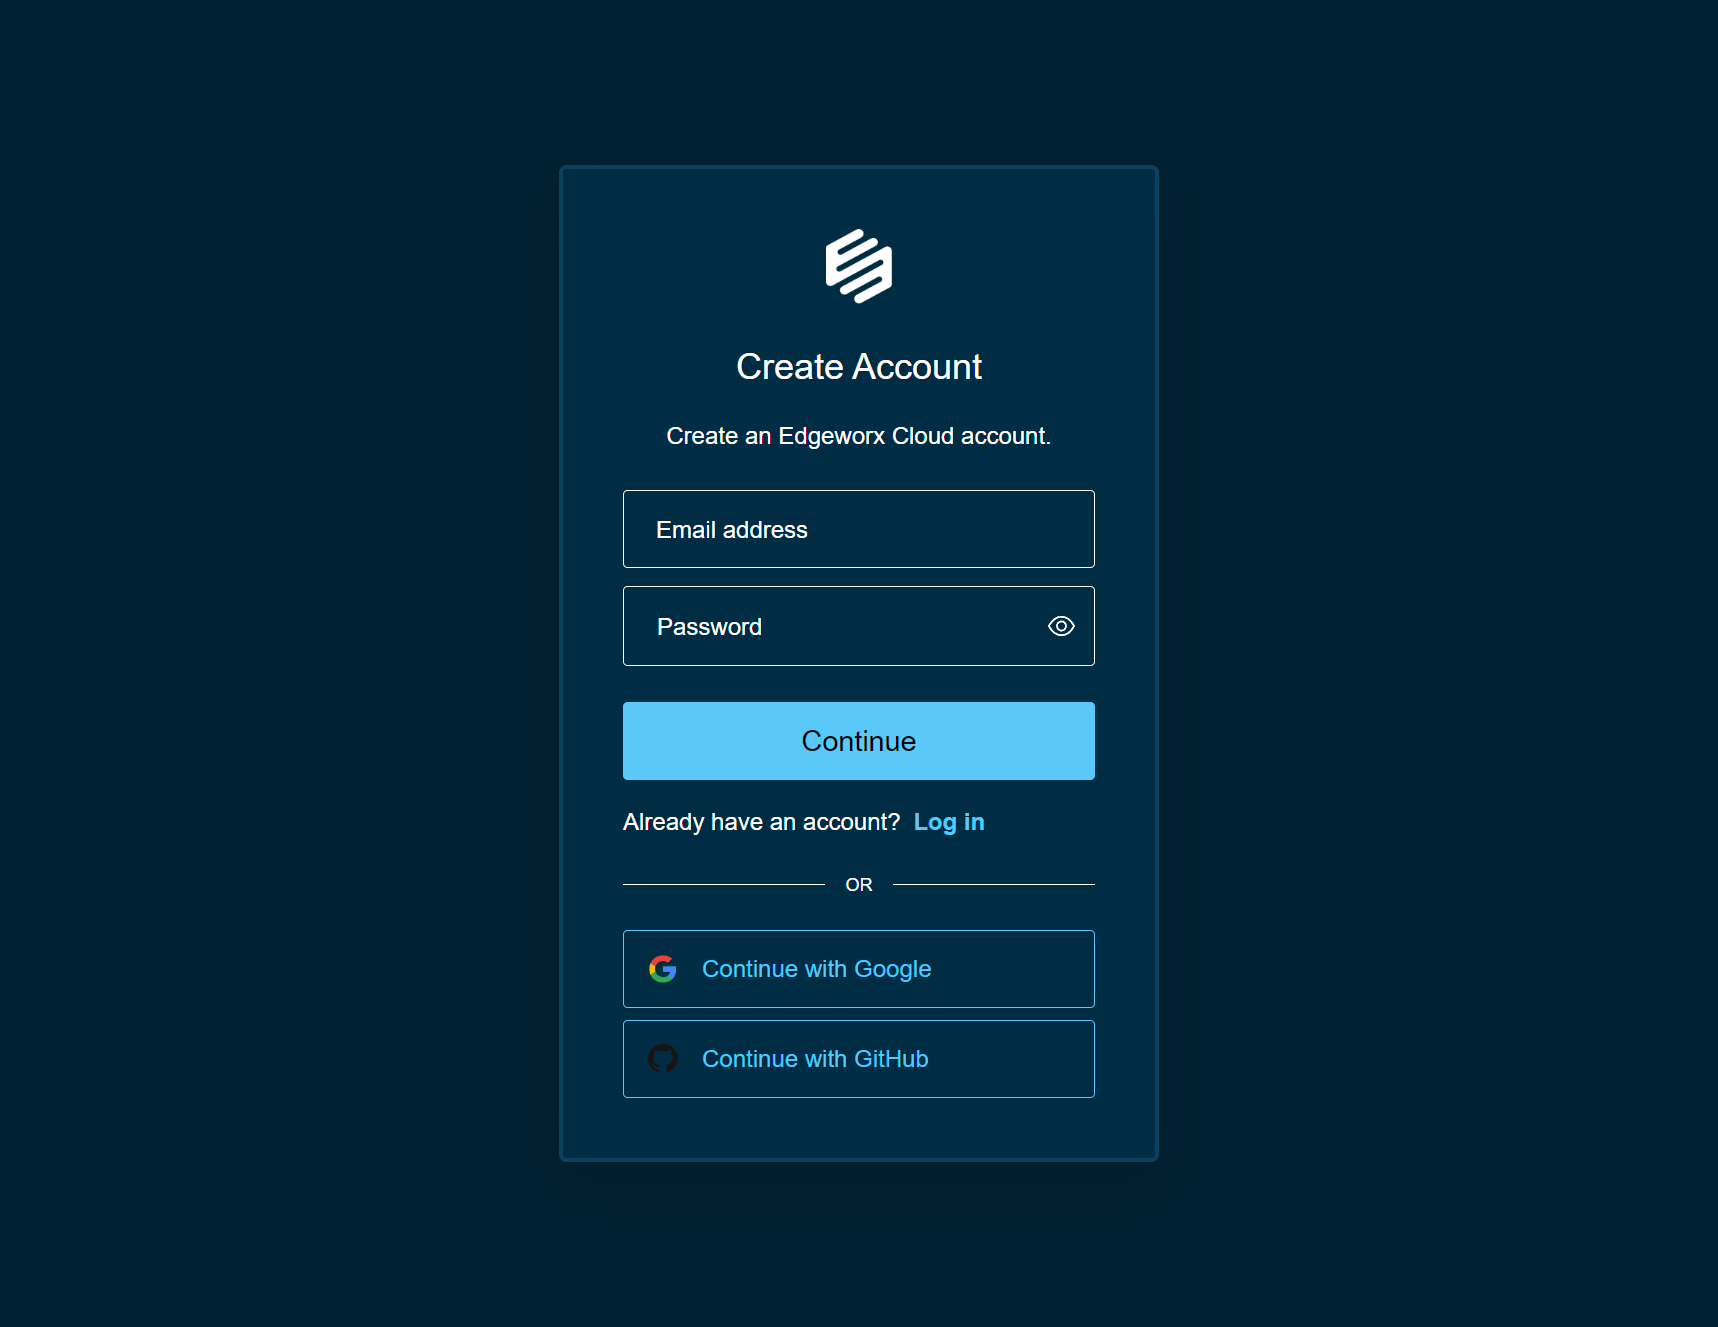 Create Account
Create an Edgeworx Cloud account.
Email address
Password
Continue
Already have an account? Log in
OR
Continue with Google
Continue with GitHub